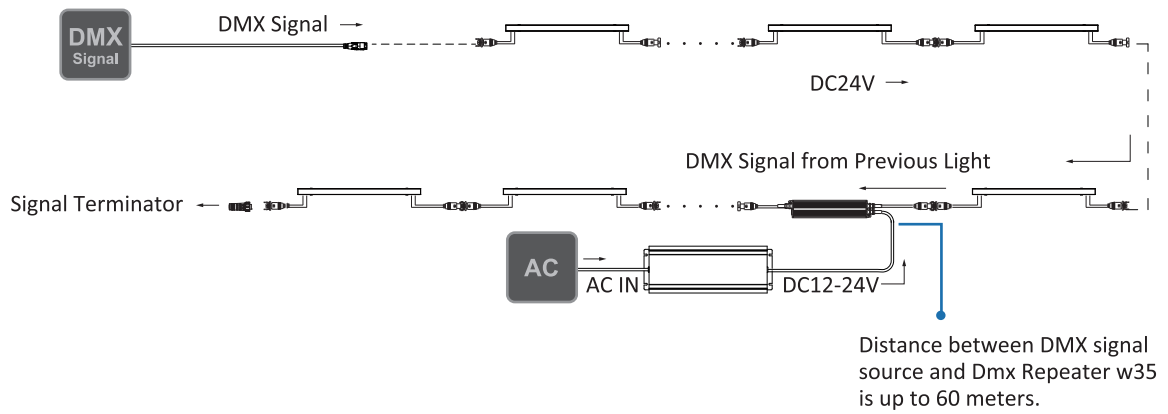 DMX Signal
DMX
Signal
DC24V
DMX Signal from Previous Light
Signal Terminator
AC
AC IN
DC12-24V
Distance between DMX signal
source and Dmx Repeater w35
is up to 60 meters.